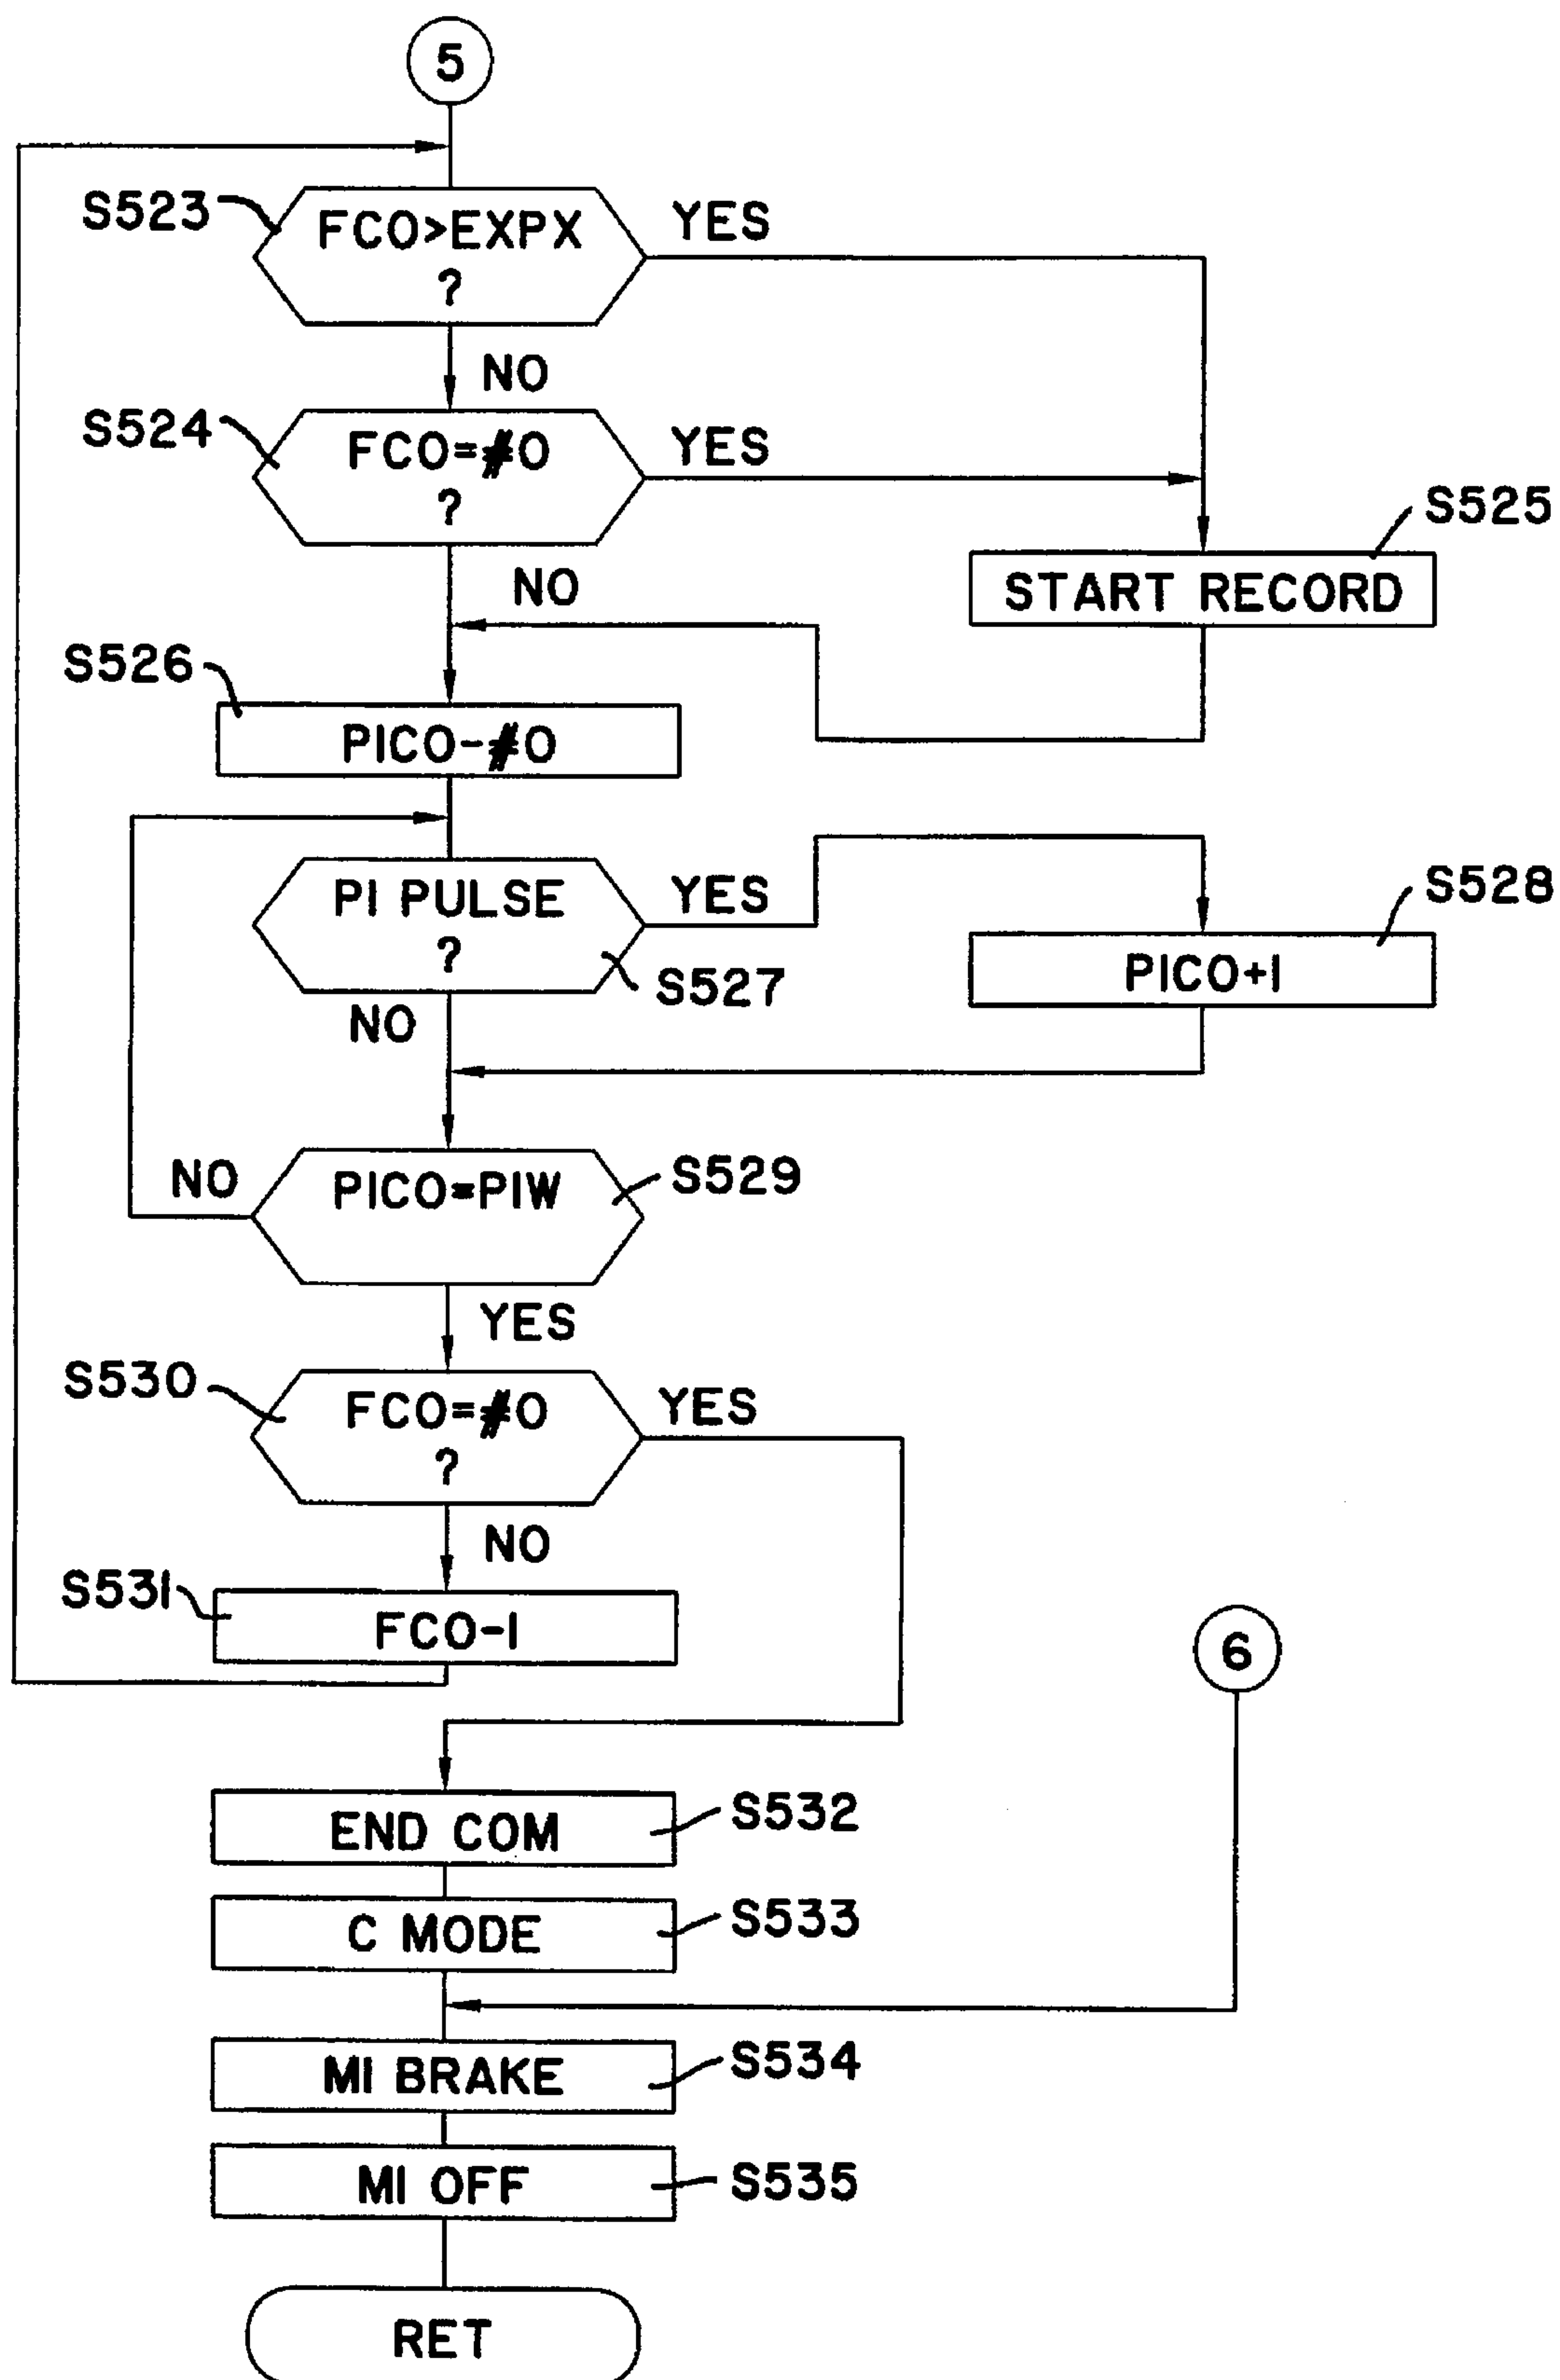 5
S523
FCO>EXPX
?
YES
NO
S524
FCO=#0
?
YES
NO
S525
START RECORD
S526
PICO-#0
PI PULSE
?
YES
S527
NO
S528
PICO+1
NO
PICO=PIW
S529
YES
S530
FCO=#0
?
YES
NO
S531
FCO-1
6
END COM
S532
C MODE
S533
MI BRAKE
S534
MI OFF
S535
RET